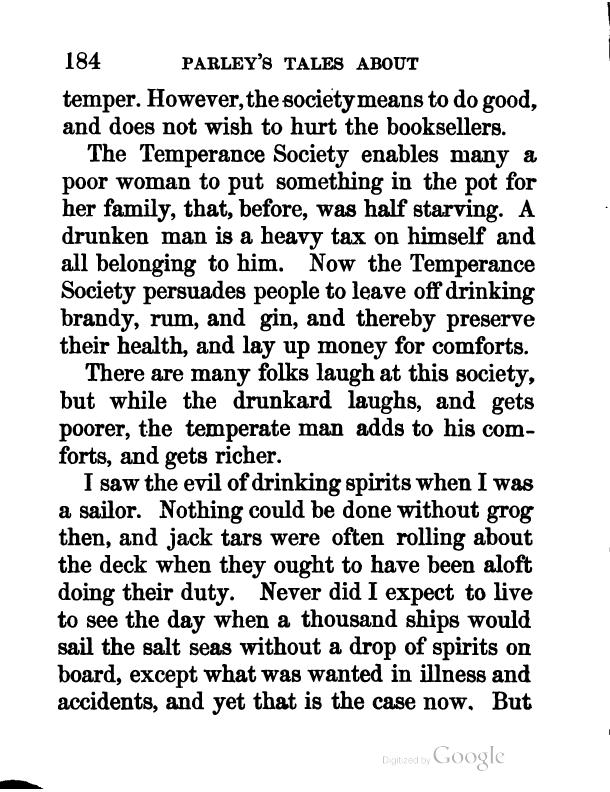 184 PARLEY'S TALES ABOUT
temper. However, the society means to do good,
and does not wish to hurt the booksellers.
The Temperance Society enables many a
poor woman to put something in the pot for
her family, that, before, was half starving. A
drunken man is a heavy tax on himself and
all belonging to him. Now the Temperance
Society persuades people to leave off drinking
brandy, rum, and gin, and thereby preserve
their health, and lay up money for comforts.
There are many folks laugh at this society,
but while the drunkard laughs, and gets
poorer, the temperate man adds to his com-
forts, and gets richer.
I saw the evil of drinking spirits when I was
a sailor. Nothing could be done without grog
then, and jack tars were often rolling about
the deck when they ought to have been aloft
doing their duty. Never did I expect to live
to see the day when a thousand ships would
sail the salt seas without a drop of spirits on
board, except what was wanted in illness and
accidents, and yet that is the case now. But
Digitized by Google